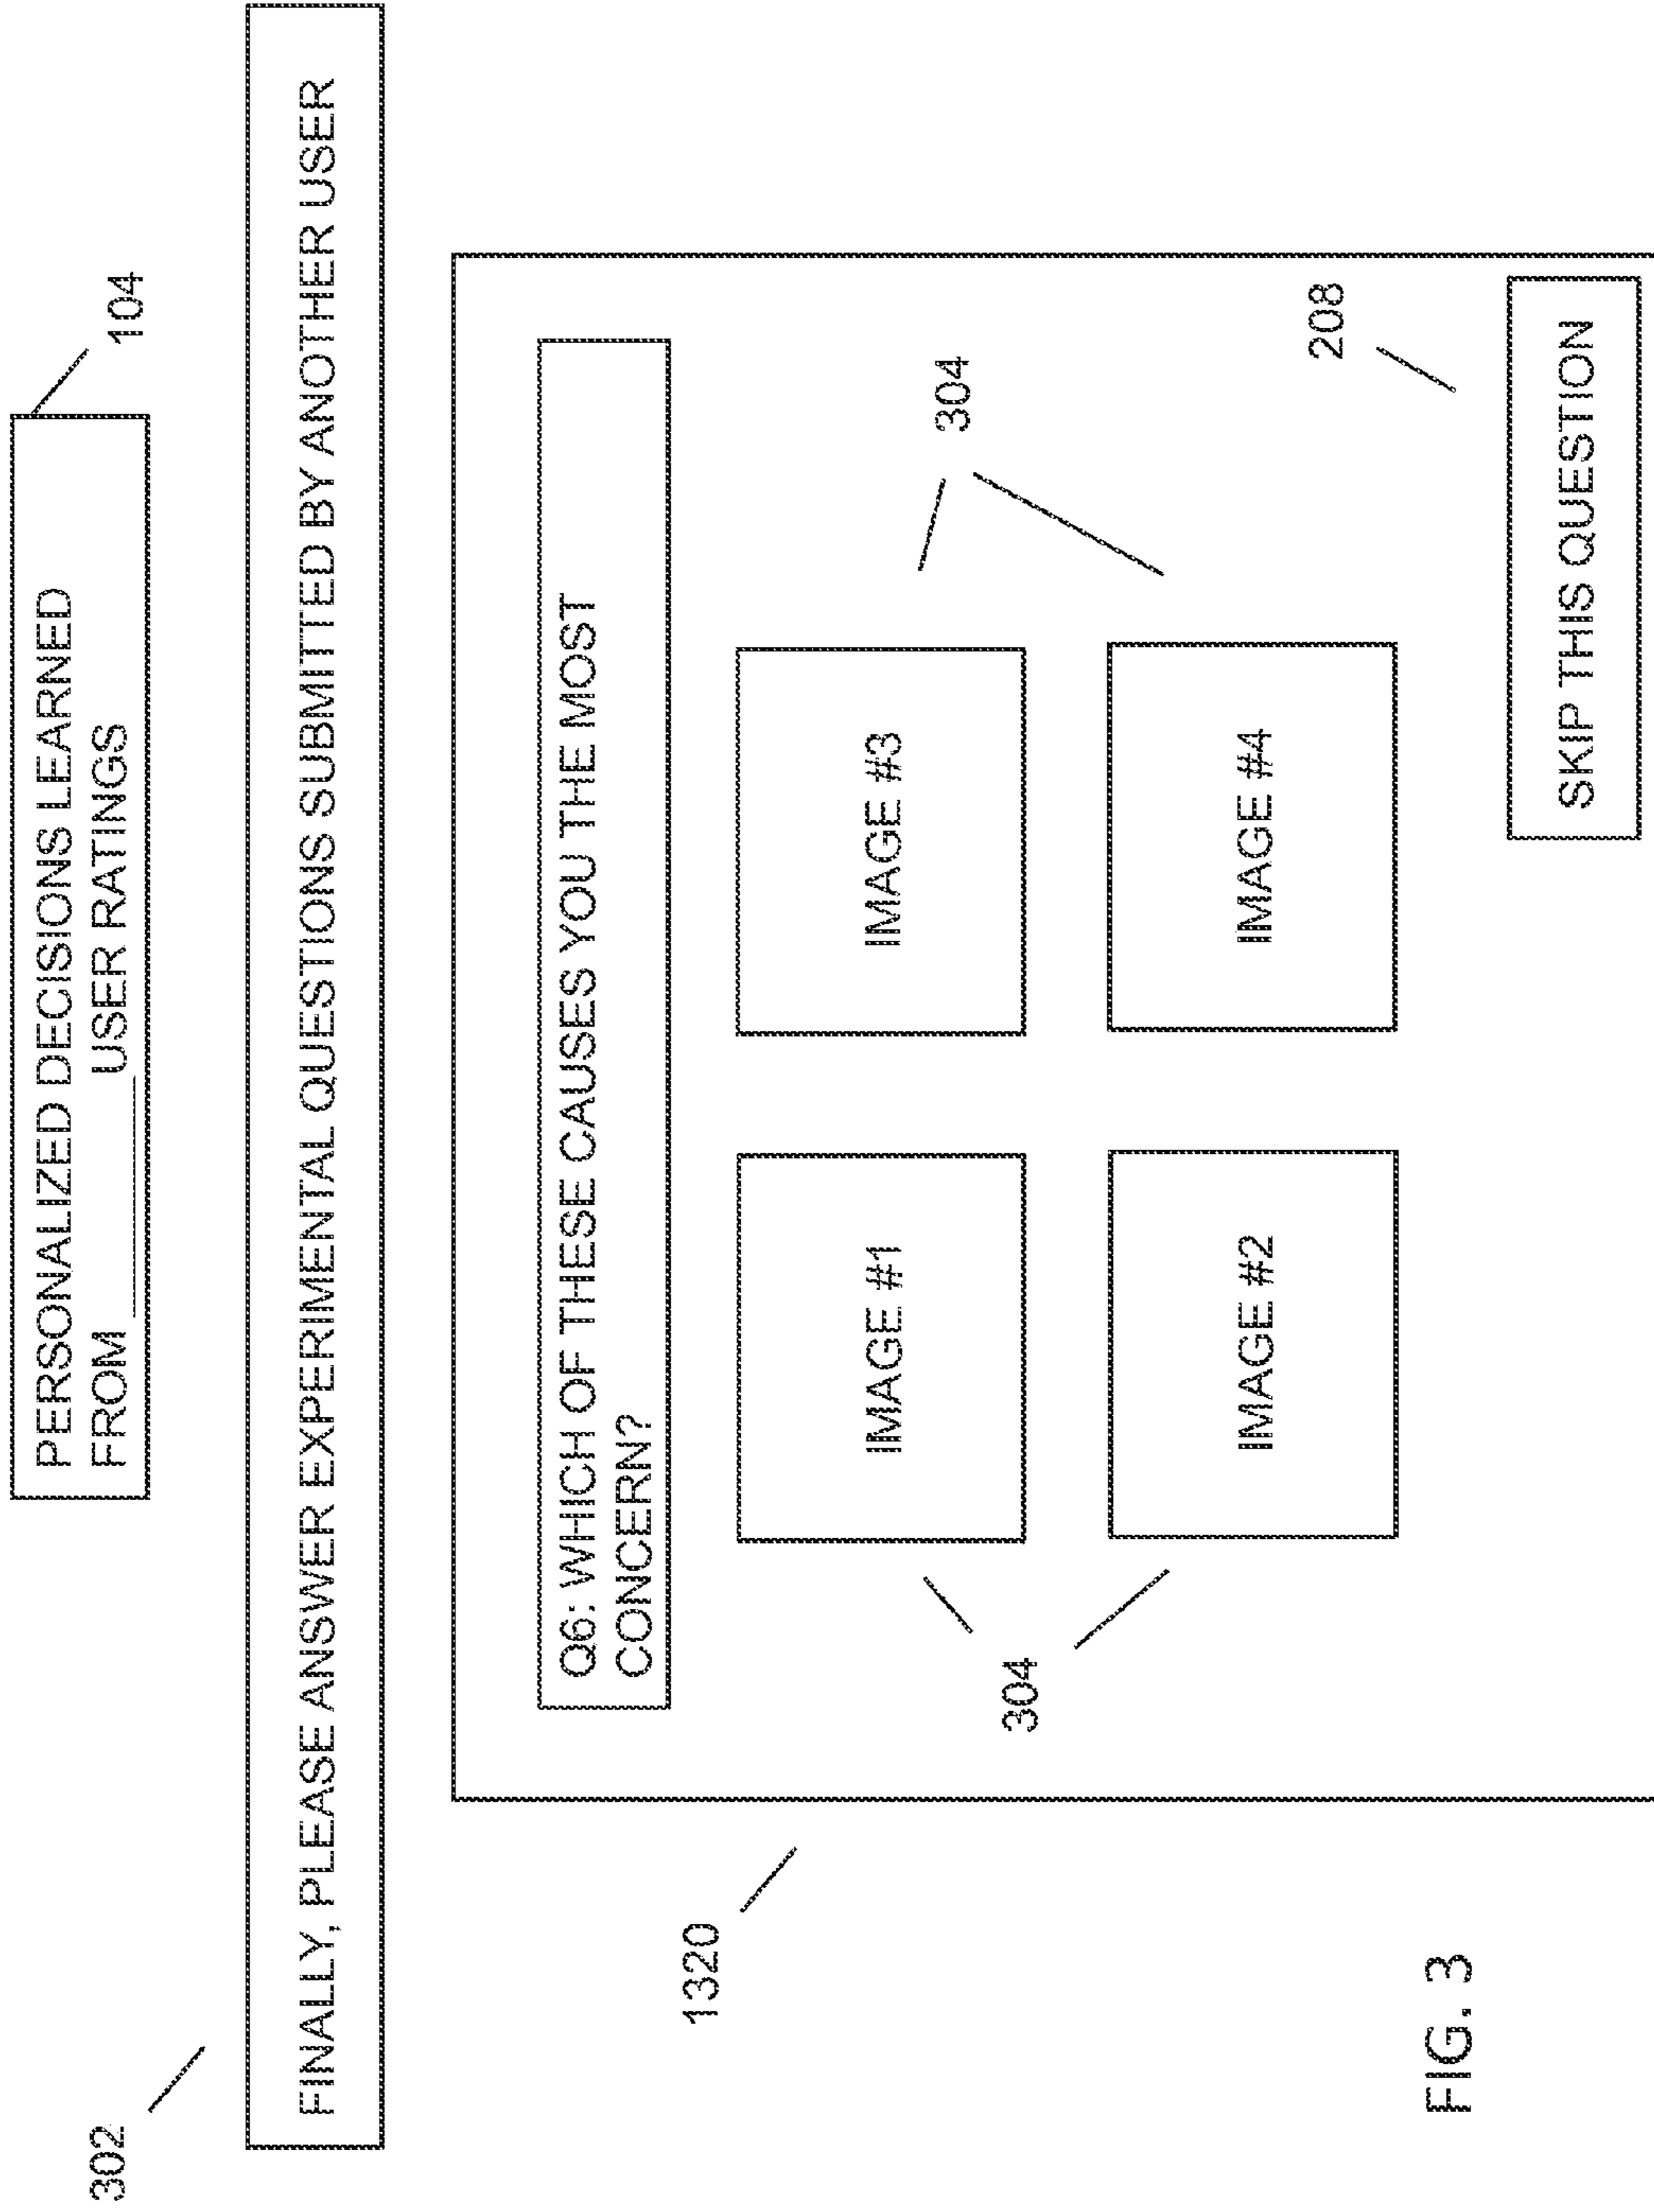 PERSONALIZED DECISIONS LEARNED
FROM __________ USER RATINGS
104
302
FINALLY, PLEASE ANSWER EXPERIMENTAL QUESTIONS SUBMITTED BY ANOTHER USER
1320
Q6: WHICH OF THESE CAUSES YOU THE MOST
CONCERN?
304
IMAGE #1
IMAGE #3
304
IMAGE #2
IMAGE #4
208
SKIP THIS QUESTION
FIG. 3